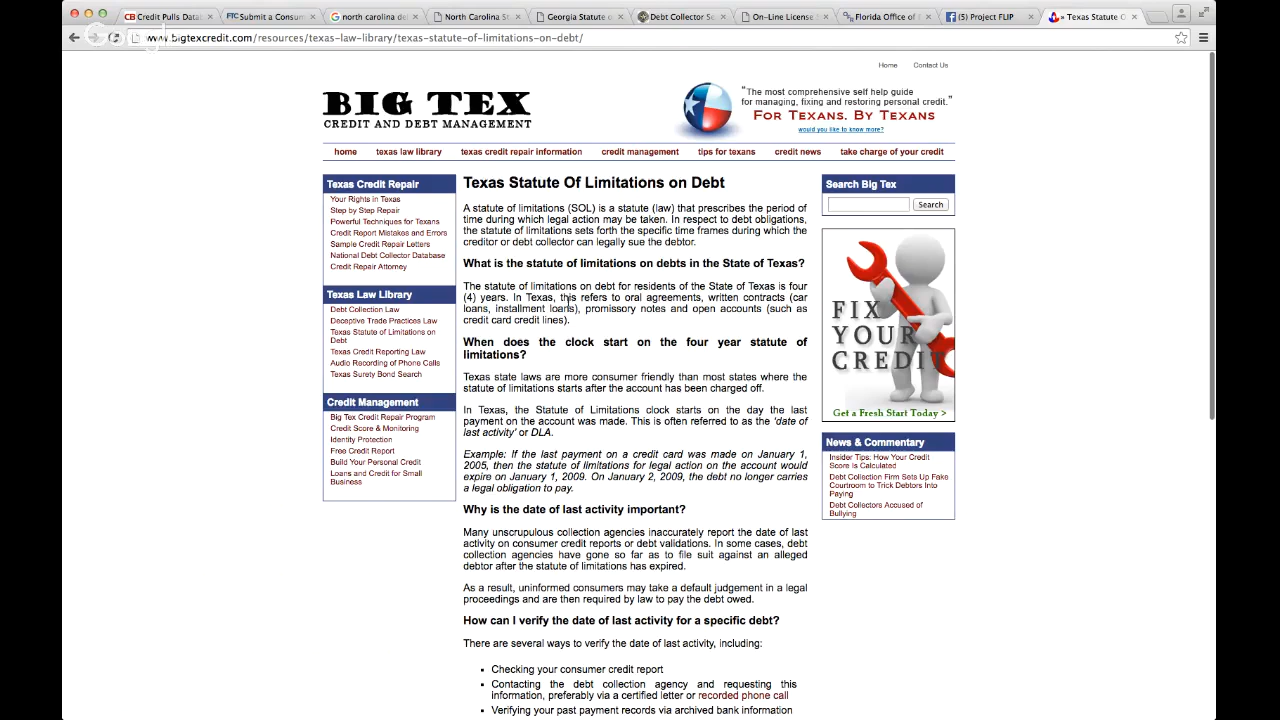 Credit Pulls Data
Submit a Consum
north carolina de
North Carolina St
Georgia Statute o
Debt Collector Sc
On-Line License
Florida Office of
(5) Project FLIP
Texas Statute O
www.bigtexcredit.com/resources/texas-law-library/texas-statute-of-limitations-on-debt/
Home
Contact Us
BIG TEX
CREDIT AND DEBT MANAGEMENT
"The most comprehensive self help guide
for managing, fixing and restoring personal credit."
FOR TEXANS. BY TEXANS
would you like to know more?
home
texas law library
texas credit repair information
credit management
tips for texans
credit news
take charge of your credit
Texas Credit Repair
Your Rights in Texas
Step by Step Repair
Powerful Techniques for Texans
Credit Report Mistakes and Errors
Sample Credit Repair Letters
National Debt Collector Database
Credit Repair Attorney
Texas Law Library
Debt Collection Law
Deceptive Trade Practices Law
Texas Statute of Limitations on
Debt
Texas Credit Reporting Law
Audio Recording of Phone Calls
Texas Surety Bond Search
Credit Management
Big Tex Credit Repair Program
Credit Score & Monitoring
Identity Protection
Free Credit Report
Build Your Personal Credit
Loans and Credit for Small
Business
Texas Statute Of Limitations on Debt
A statute of limitations (SOL) is a statute (law) that prescribes the period of
time during which legal action may be taken. In respect to debt obligations,
the statute of limitations sets forth the specific time frames during which the
creditor or debt collector can legally sue the debtor.
What is the statute of limitations on debts in the State of Texas?
The statute of limitations on debt for residents of the State of Texas is four
(4) years. In Texas, this refers to oral agreements, written contracts (car
loans, installment loans), promissory notes and open accounts (such as
credit card credit lines).
When does the clock start on the four year statute of
limitations?
Texas state laws are more consumer friendly than most states where the
statute of limitations starts after the account has been charged off.
In Texas, the Statute of Limitations clock starts on the day the last
payment on the account was made. This is often referred to as the 'date of
last activity' or DLA.
Example: If the last payment on a credit card was made on January 1,
2005, then the statute of limitations for legal action on the account would
expire on January 1, 2009. On January 2, 2009, the debt no longer carries
a legal obligation to pay.
Why is the date of last activity important?
Many unscrupulous collection agencies inaccurately report the date of last
activity on consumer credit reports or debt validations. In some cases, debt
collection agencies have gone so far as to file suit against an alleged
debtor after the statute of limitations has expired.
As a result, uninformed consumers may take a default judgement in a legal
proceedings and are then required by law to pay the debt owed.
How can I verify the date of last activity for a specific debt?
There are several ways to verify the date of last activity, including:
Checking your consumer credit report
Contacting the debt collection agency and requesting this
information, preferably via a certified letter or recorded phone call
Verifying your past payment records via archived bank information
Search Big Tex
Search
FIX
YOUR
CREDIT
Get a Fresh Start Today >
News & Commentary
Insider Tips: How Your Credit
Score Is Calculated
Debt Collection Firm Sets Up Fake
Courtroom to Trick Debtors Into
Paying
Debt Collectors Accused of
Bullying